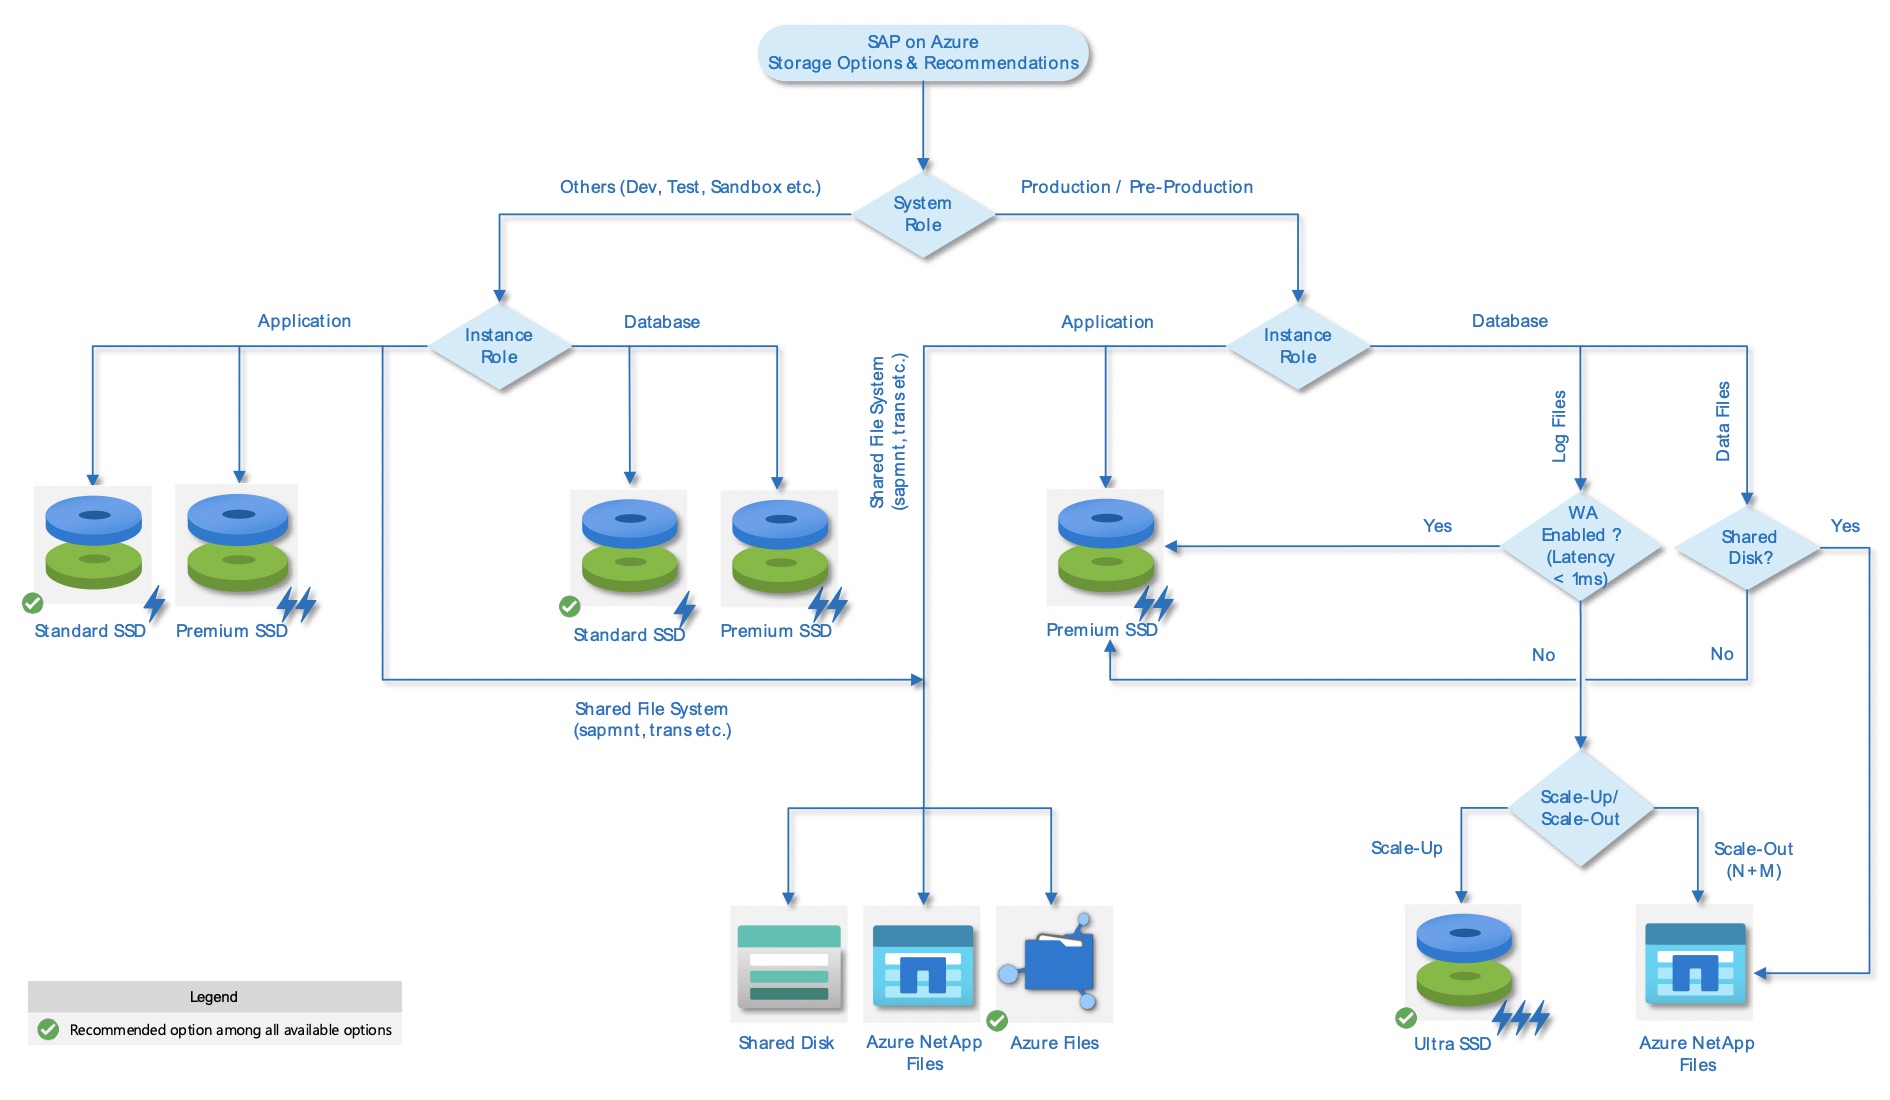 SAP on Azure
Storage Options & Recommendations
Others (Dev, Test, Sandbox etc.)
Production / Pre-Production
System
Role
Application
Instance
Role
Database
Application
Instance
Role
Database
Shared File System
(sapmnt, trans etc.)
Log Files
Data Files
Standard SSD
Premium SSD
Standard SSD
Premium SSD
Premium SSD
Yes
WA
Enabled ?
(Latency
< 1ms)
Shared
Disk?
Yes
No
No
Shared File System
(sapmnt, trans etc.)
Scale-Up/
Scale-Out
Scale-Up
Scale-Out
(N+M)
Shared Disk
Azure NetApp
Files
Azure Files
Ultra SSD
Azure NetApp
Files
Legend
Recommended option among all available options